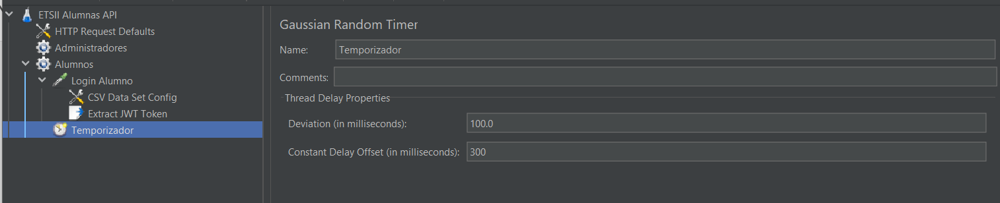 ETSII Alumnas API
HTTP Request Defaults
Administradores
Alumnos
Login Alumno
CSV Data Set Config
Extract JWT Token
Temporizador
Gaussian Random Timer
Name: Temporizador
Comments:
Thread Delay Properties
Deviation (in milliseconds): 100.0
Constant Delay Offset (in milliseconds): 300